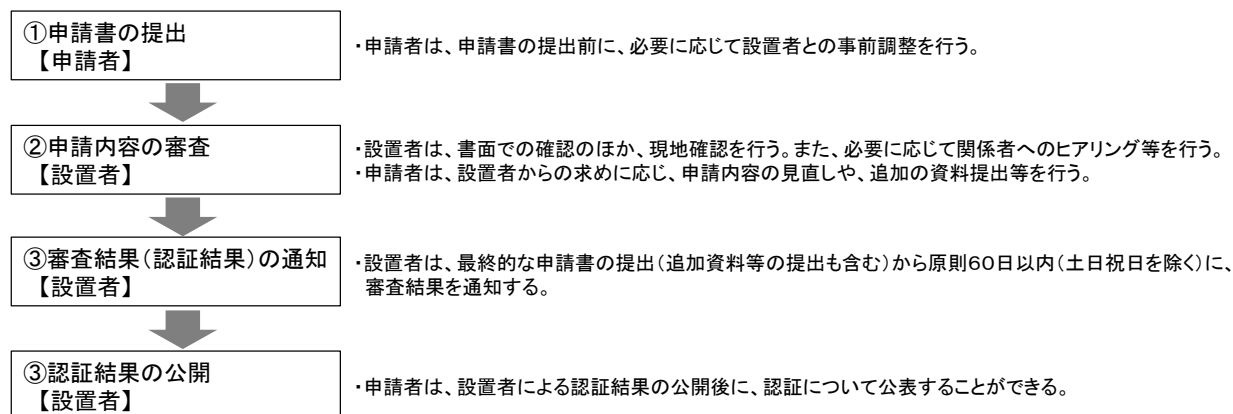 ①申請書の提出
【申請者】
・申請者は、申請書の提出前に、必要に応じて設置者との事前調整を行う。
②申請内容の審査
【設置者】
・設置者は、書面での確認のほか、現地確認を行う。また、必要に応じて関係者へのヒアリング等を行う。
・申請者は、設置者からの求めに応じ、申請内容の見直しや、追加の資料提出等を行う。
③審査結果（認証結果）の通知
【設置者】
・設置者は、最終的な申請書の提出（追加資料等の提出も含む）から原則６０日以内（土日祝日を除く）に、
審査結果を通知する。
③認証結果の公開
【設置者】
・申請者は、設置者による認証結果の公開後に、認証について公表することができる。